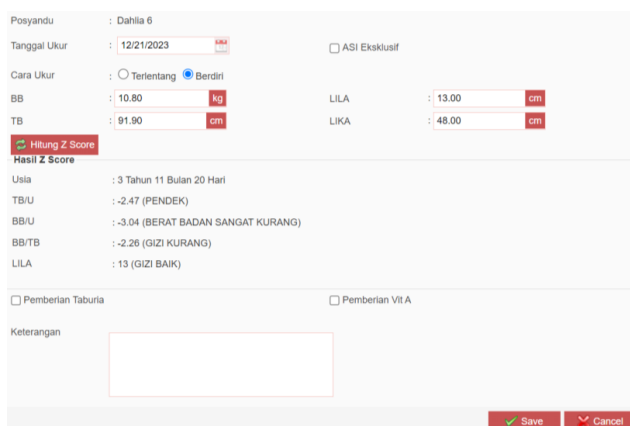 Posyandu : Dahlia 6
Tanggal Ukur : 12/21/2023 ASI Eksklusif
Cara Ukur : Terlentang Berdiri
BB : 10.80 kg LILA : 13.00 cm
TB : 91.90 cm LIKA : 48.00 cm
Hitung Z Score
Hasil Z Score
Usia : 3 Tahun 11 Bulan 20 Hari
TB/U : -2.47 (PENDEK)
BB/U : -3.04 (BERAT BADAN SANGAT KURANG)
BB/TB : -2.26 (GIZI KURANG)
LILA : 13 (GIZI BAIK)
Pemberian Taburia Pemberian Vit A
Keterangan
Save Cancel